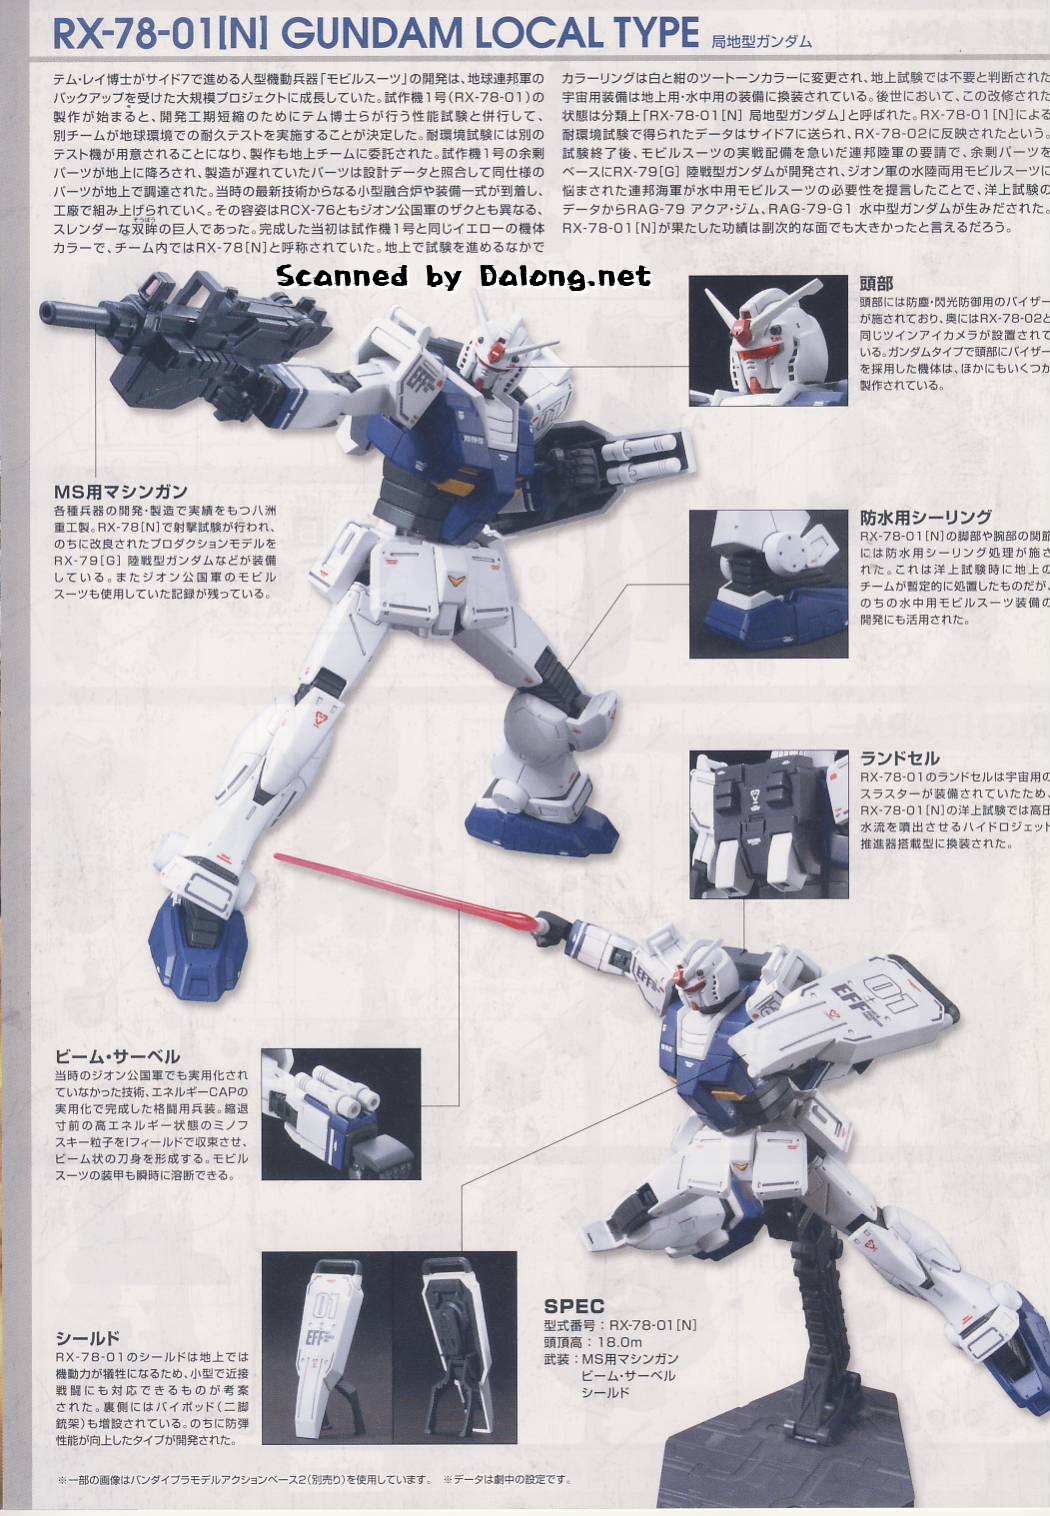 RX-78-01[N] GUNDAM LOCAL TYPE 局地型ガンダム
テム・レイ博士がサイド7で進める人型機動兵器「モビルスーツ」の開発は、地球連邦軍の
バックアップを受けた大規模プロジェクトに成長していた。試作機1号(RX-78-01)の
製作が始まると、開発工期短縮のためにテム博士らが行う性能試験と併行して、
別チームが地球環境での耐久テストを実施することが決定した。耐環境試験には別の
テスト機が用意されることになり、製作も地上チームに委託された。試作機1号の余剰
パーツが地上に降ろされ、製造が遅れていたパーツは設計データと照合して同仕様の
パーツが地上で調達された。当時の最新技術からなる小型融合炉や装備一式が到着し、
工廠で組み上げられていく。その容姿はRCX-76ともジオン公国軍のザクとも異なる、
スレンダーな双眸の巨人であった。完成した当初は試作機1号と同じイエローの機体
カラーで、チーム内ではRX-78[N]と呼称されていた。地上で試験を進めるなかで
カラーリングは白と紺のツートーンカラーに変更され、地上試験では不要と判断された
宇宙用装備は地上用・水中用の装備に換装されている。後世において、この改修された
状態は分類上「RX-78-01[N] 局地型ガンダム」と呼ばれた。RX-78-01[N]による
耐環境試験で得られたデータはサイド7に送られ、RX-78-02に反映されたという。
試験終了後、モビルスーツの実戦配備を急いだ連邦陸軍の要請で、余剰パーツを
ベースにRX-79[G] 陸戦型ガンダムが開発され、ジオン軍の水陸両用モビルスーツに
悩まされた連邦海軍が水中用モビルスーツの必要性を提言したことで、洋上試験の
データからRAG-79 アクア・ジム、RAG-79-G1 水中型ガンダムが生みだされた。
RX-78-01[N]が果たした功績は副次的な面でも大きかったと言えるだろう。
Scanned by Dalong.net
頭部
頭部には防塵・閃光防御用のバイザー
が施されており、奥にはRX-78-02と
同じツインアイカメラが設置されて
いる。ガンダムタイプで頭部にバイザー
を採用した機体は、ほかにもいくつか
製作されている。
MS用マシンガン
各種兵器の開発・製造で実績をもつ八洲
重工製。RX-78[N]で射撃試験が行われ、
のちに改良されたプロダクションモデルを
RX-79[G] 陸戦型ガンダムなどが装備
している。またジオン公国軍のモビル
スーツも使用していた記録が残っている。
防水用シーリング
RX-78-01[N]の脚部や腕部の関節
には防水用シーリング処理が施さ
れた。これは洋上試験時に地上の
チームが暫定的に処置したものだが、
のちの水中用モビルスーツ装備の
開発にも活用された。
ランドセル
RX-78-01のランドセルは宇宙用の
スラスターが装備されていたため、
RX-78-01[N]の洋上試験では高圧
水流を噴出させるハイドロジェット
推進器搭載型に換装された。
ビーム・サーベル
当時のジオン公国軍でも実用化され
ていなかった技術、エネルギーCAPの
実用化で完成した格闘用兵装。縮退
寸前の高エネルギー状態のミノフ
スキー粒子をIフィールドで収束させ、
ビーム状の刀身を形成する。モビル
スーツの装甲も瞬時に溶断できる。
シールド
RX-78-01のシールドは地上では
機動力が犠牲になるため、小型で近接
戦闘にも対応できるものが考案
された。裏側にはバイポッド(二脚
銃架)も増設されている。のちに防弾
性能が向上したタイプが開発された。
SPEC
型式番号：RX-78-01[N]
頭頂高：18.0m
武装：MS用マシンガン
ビーム・サーベル
シールド
EFF
01
EFF
01
EFF
01
EFF
※一部の画像はバンダイプラモデルアクションベース2(別売り)を使用しています。 ※データは劇中の設定です。